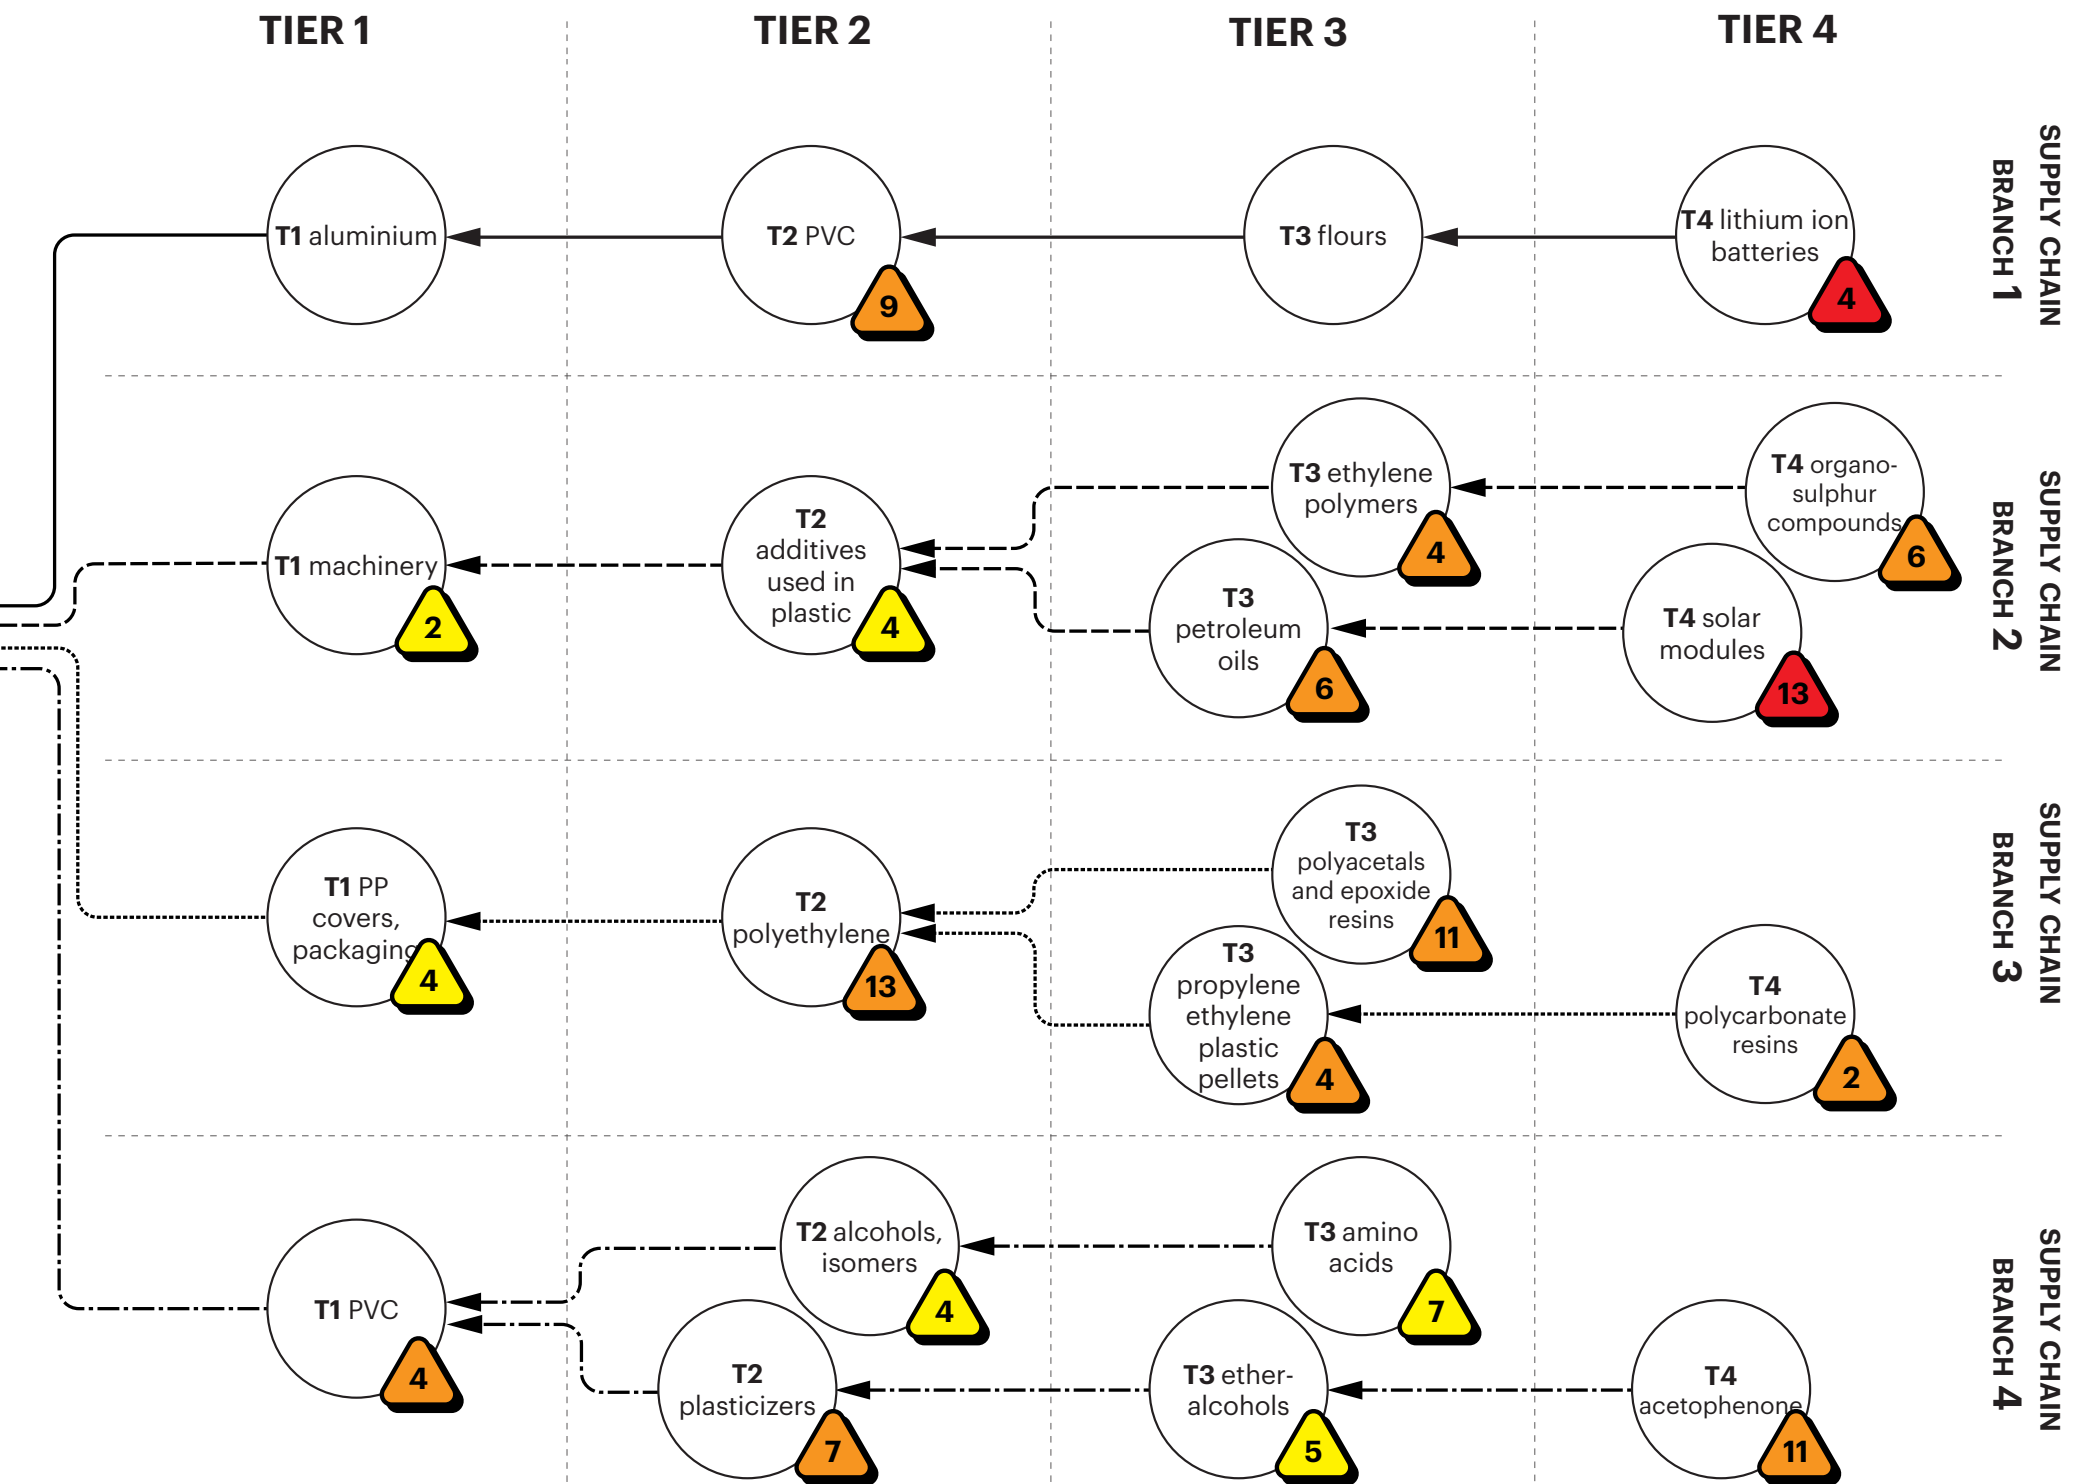 TIER 1
TIER 2
TIER 3
TIER 4
T1 aluminium
T2 PVC
9
T3 flours
T4 lithium ion
batteries
4
SUPPLY CHAIN
BRANCH 1
T1 machinery
2
T2
additives
used in
plastic
4
T3 ethylene
polymers
4
T3
petroleum
oils
6
T4 organo-
sulphur
compounds
6
T4 solar
modules
13
SUPPLY CHAIN
BRANCH 2
T1 PP
covers,
packaging
4
T2
polyethylene
13
T3
polyacetals
and epoxide
resins
11
T3
propylene
ethylene
plastic
pellets
4
T4
polycarbonate
resins
2
SUPPLY CHAIN
BRANCH 3
T1 PVC
4
T2 alcohols,
isomers
4
T2
plasticizers
7
T3 amino
acids
7
T3 ether-
alcohols
5
T4
acetophenone
11
SUPPLY CHAIN
BRANCH 4